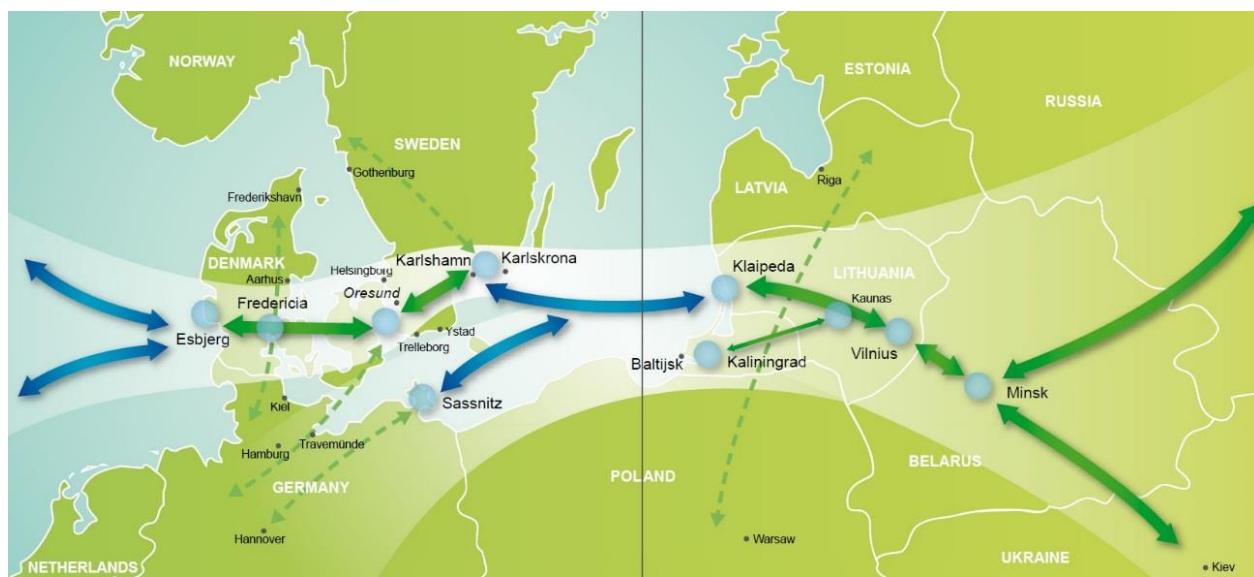 NORWAY
ESTONIA
RUSSIA
SWEDEN
Gothenburg
Riga
LATVIA
Frederikshavn
DENMARK
Karlshamn
Karlskrona
Helsingborg
Aarhus
Oresund
Klaipeda
LITHUANIA
Fredericia
Kaunas
Esbjerg
Ystad
Trelleborg
Vilnius
Baltijsk
Kaliningrad
Minsk
Kiel
Sassnitz
Travemünde
Hamburg
BELARUS
POLAND
GERMANY
Hannover
Warsaw
NETHERLANDS
UKRAINE
Kiev